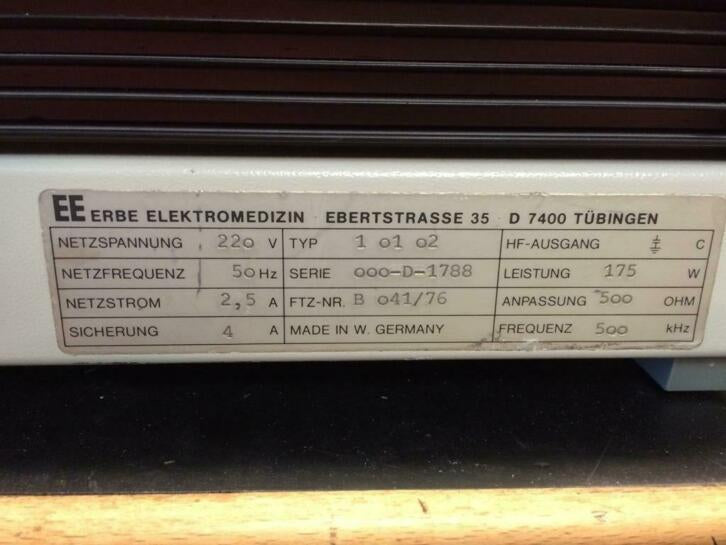 EE ERBE ELEKTROMEDIZIN · EBERTSTRASSE 35 · D 7400 TÜBINGEN
NETZSPANNUNG 220 V TYP 1 01 02 HF-AUSGANG C
NETZFREQUENZ 50 Hz SERIE 000-D-1788 LEISTUNG 175 W
NETZSTROM 2,5 A FTZ-NR. B 041/76 ANPASSUNG 500 OHM
SICHERUNG 4 A MADE IN W. GERMANY FREQUENZ 500 kHz